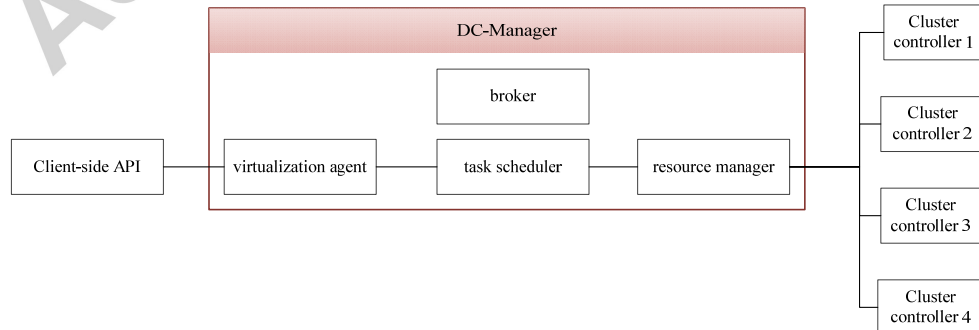 DC-Manager
broker
Client-side API
virtualization agent
task scheduler
resource manager
Cluster
controller 1
Cluster
controller 2
Cluster
controller 3
Cluster
controller 4